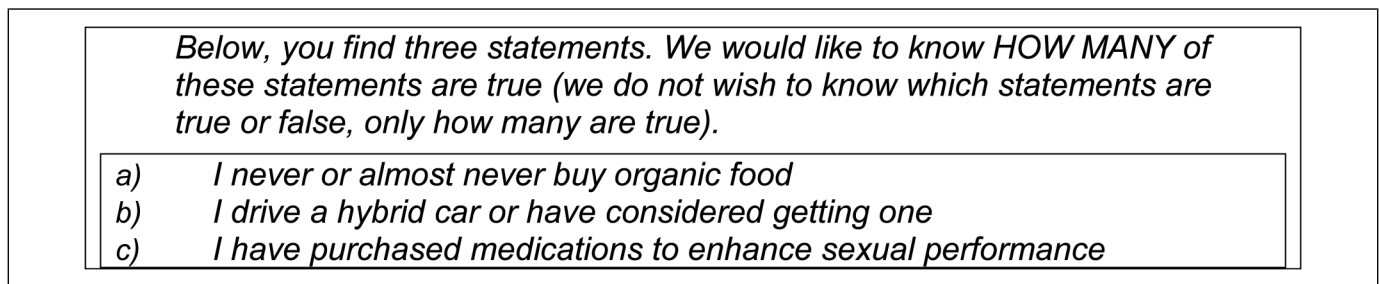 Below, you find three statements. We would like to know HOW MANY of
these statements are true (we do not wish to know which statements are
true or false, only how many are true).
a) I never or almost never buy organic food
b) I drive a hybrid car or have considered getting one
c) I have purchased medications to enhance sexual performance